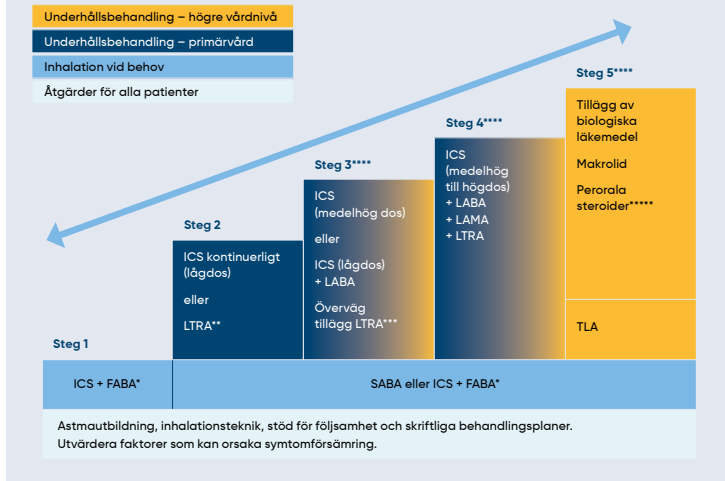 Underhållsbehandling – högre vårdnivå
Underhållsbehandling – primärvård
Inhalation vid behov
Åtgärder för alla patienter
Steg 1
ICS + FABA*
Steg 2
ICS kontinuerligt
(lågdos)
eller
LTRA**
Steg 3****
ICS
(medelhög dos)
eller
ICS (lågdos)
+ LABA
Överväg
tillägg LTRA***
Steg 4****
ICS
(medelhög
till högdos)
+ LABA
+ LAMA
+ LTRA
Steg 5****
Tillägg av
biologiska
läkemedel
Makrolid
Perorala
steroider*****
TLA
SABA eller ICS + FABA*
Astmautbildning, inhalationsteknik, stöd för följsamhet och skriftliga behandlingsplaner.
Utvärdera faktorer som kan orsaka symtomförsämring.